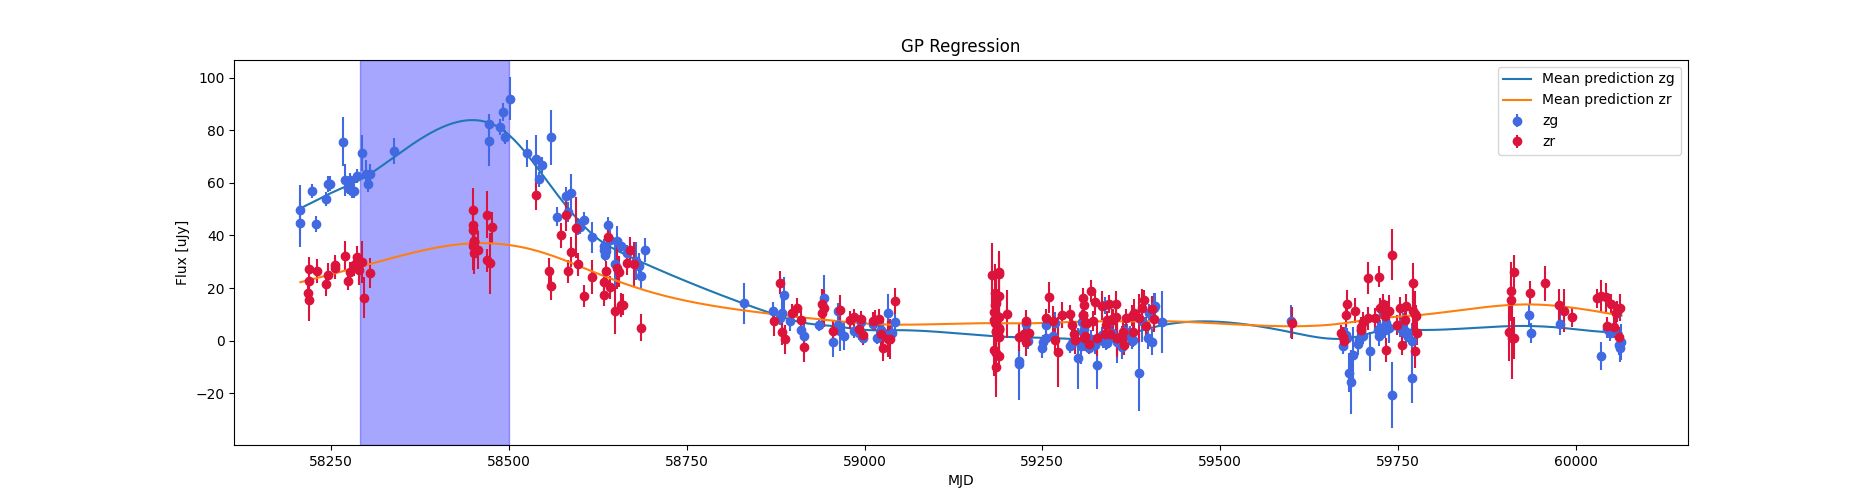 GP Regression
Flux [uJy]
100
80
60
40
20
0
−20
58250
58500
58750
59000
59250
59500
59750
60000
MJD
Mean prediction zg
Mean prediction zr
zg
zr